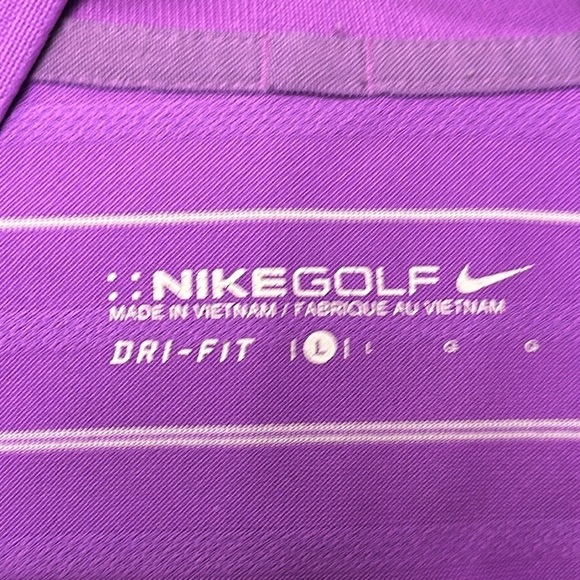 NIKEGOLF
MADE IN VIETNAM / FABRIQUE AU VIETNAM
DRI-FIT L L G G